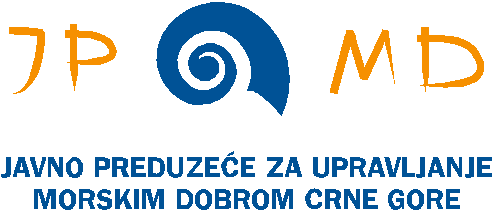 JP MD
JAVNO PREDUZEĆE ZA UPRAVLJANJE
MORSKIM DOBROM CRNE GORE